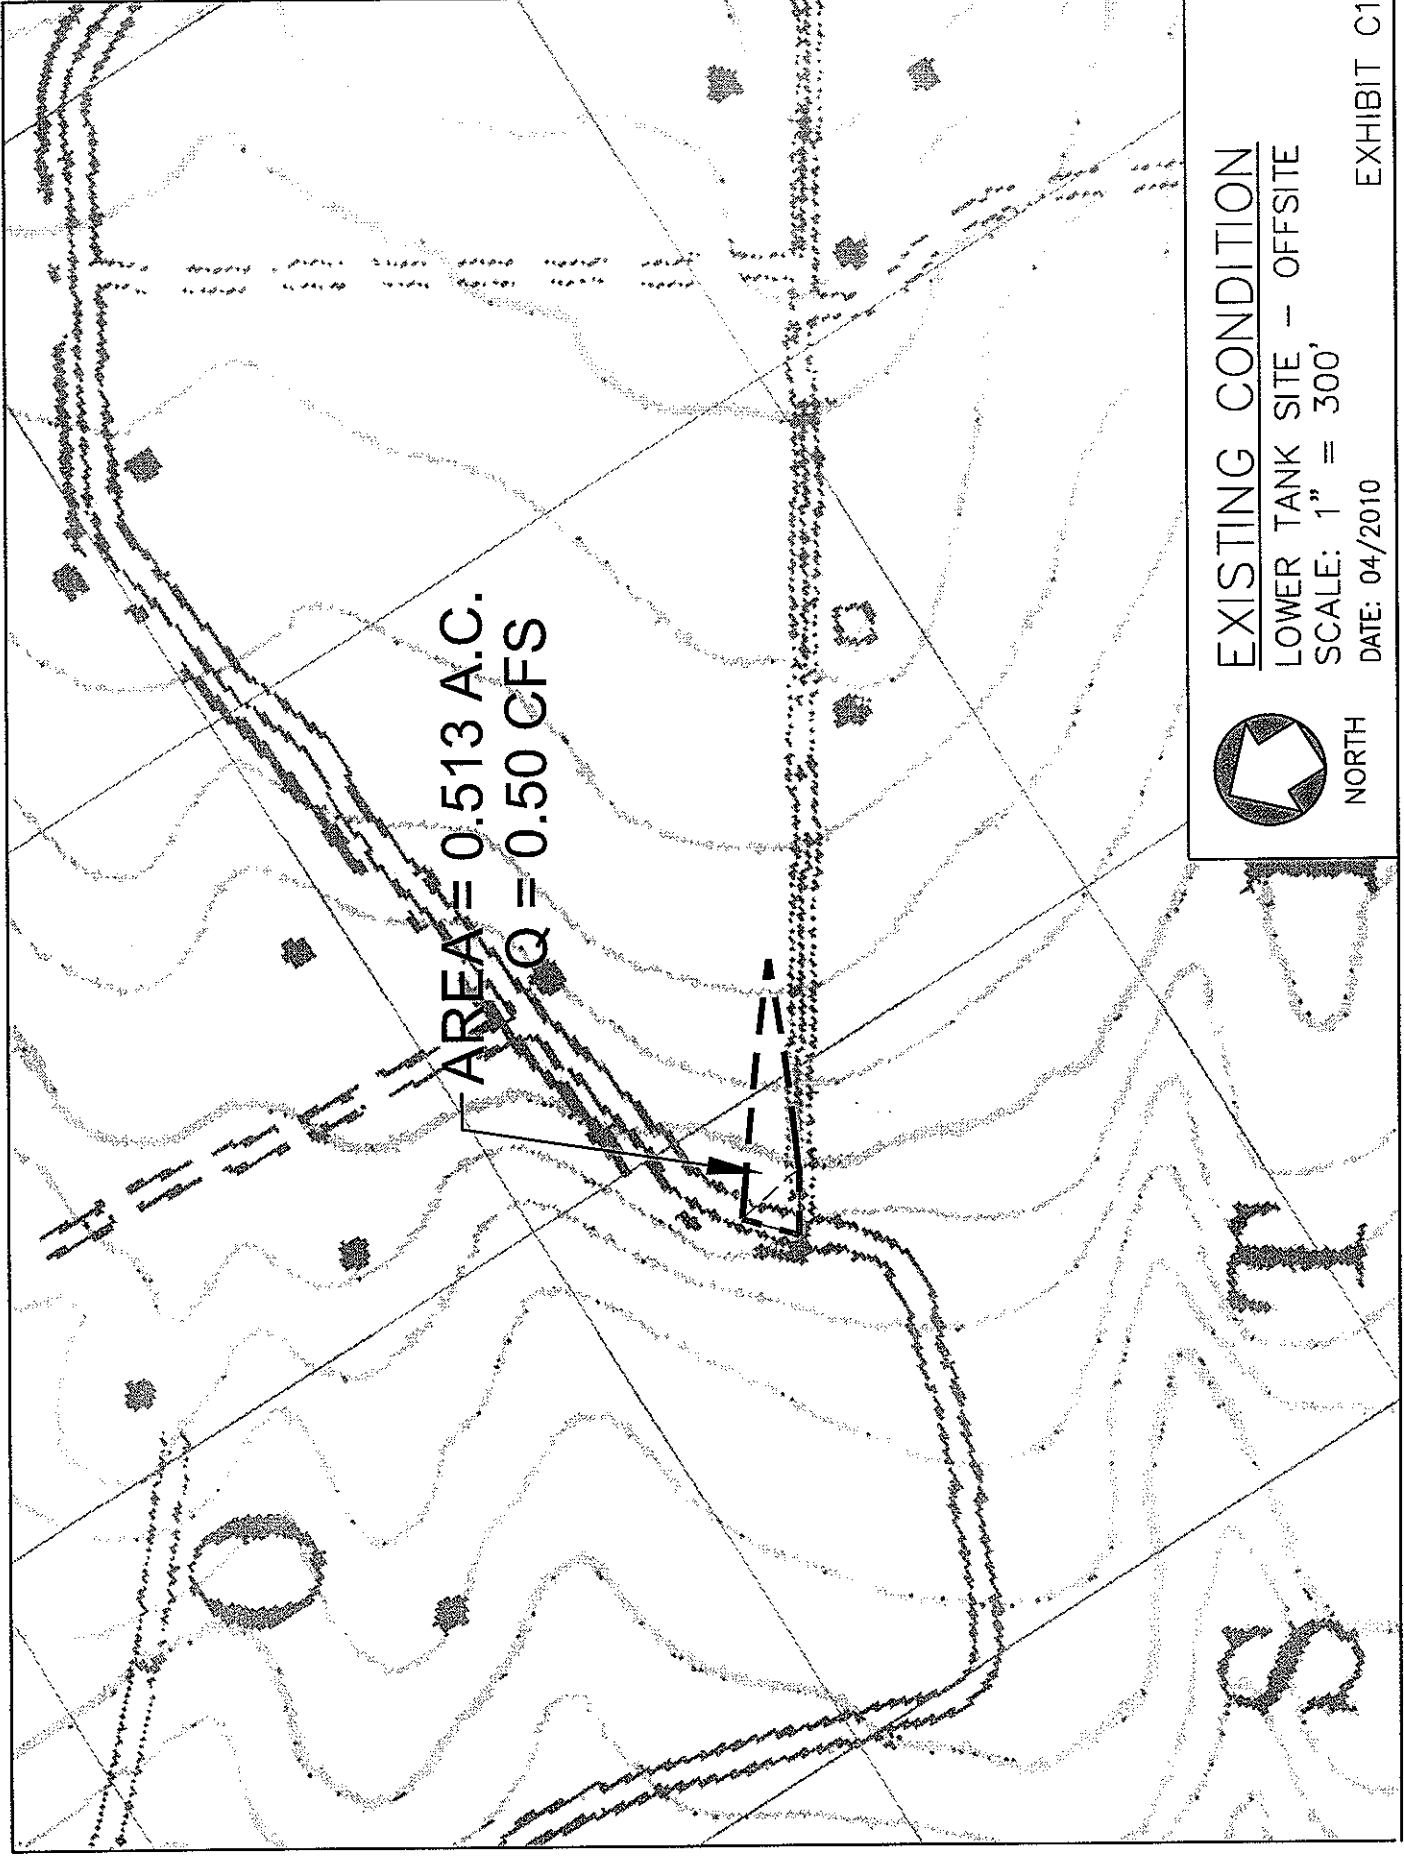 AREA = 0.513 A.C.
Q = 0.50 CFS
O
S
I
EXISTING CONDITION
LOWER TANK SITE - OFFSITE
SCALE: 1" = 300'
DATE: 04/2010
EXHIBIT C1
NORTH